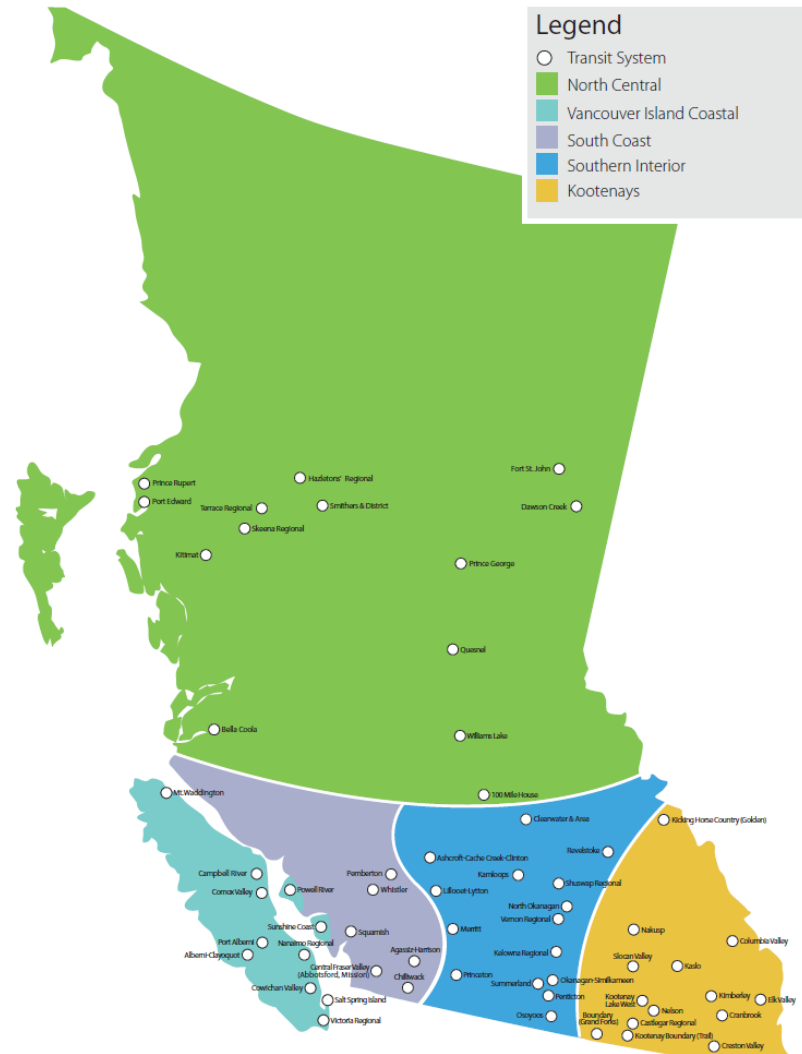 Legend
Transit System
North Central
Vancouver Island Coastal
South Coast
Southern Interior
Kootenays
Fort St. John
Hazletons' Regional
Prince Rupert
Port Edward
Terrace Regional
Smithers & District
Dawson Creek
Skeena Regional
Kitimat
Prince George
Quesnel
Bella Coola
Williams Lake
Mt. Waddington
100 Mile House
Clearwater & Area
Kicking Horse Country (Golden)
Revelstoke
Ashcroft-Cache Creek-Clinton
Campbell River
Pemberton
Kamloops
Comox Valley
Powell River
Whistler
Lillooet-Lytton
Shuswap Regional
North Okanagan
Vernon Regional
Sunshine Coast
Squamish
Merritt
Nakusp
Port Alberni
Nanaimo Regional
Columbia Valley
Alberni-Clayoquot
Agassiz-Harrison
Kelowna Regional
Slocan Valley
Kaslo
Central Fraser Valley
(Abbotsford, Mission)
Princeton
Okanagan-Similkameen
Summerland
Chilliwack
Cowichan Valley
Penticton
Kimberley
Elk Valley
Salt Spring Island
Kootenay
Lake West
Nelson
Cranbrook
Osoyoos
Boundary
(Grand Forks)
Castlegar Regional
Victoria Regional
Kootenay Boundary (Trail)
Creston Valley